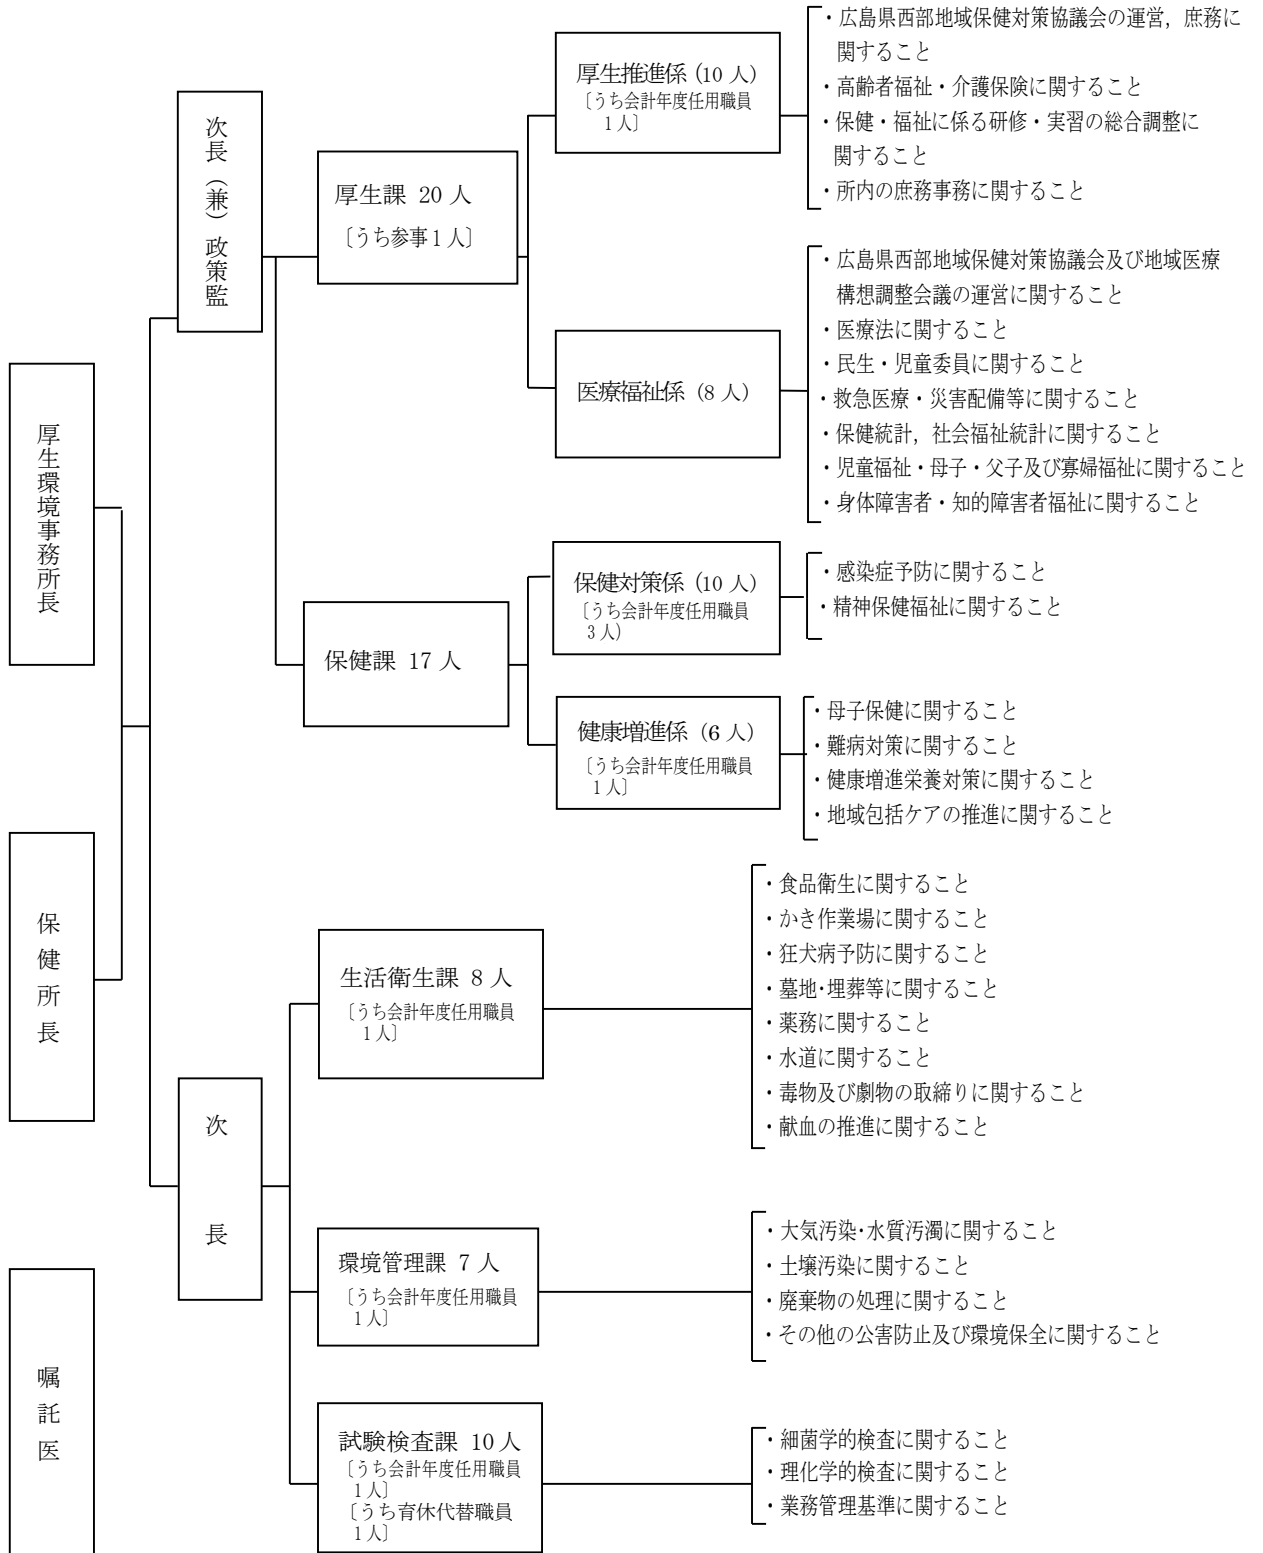 厚生環境事務所長
保健所長
嘱託医
次長（兼）政策監
厚生課 20 人
〔うち参事1人〕
厚生推進係 (10 人)
〔うち会計年度任用職員
1人〕
・広島県西部地域保健対策協議会の運営，庶務に
関すること
・高齢者福祉・介護保険に関すること
・保健・福祉に係る研修・実習の総合調整に
関すること
・所内の庶務事務に関すること
医療福祉係 (8 人)
・広島県西部地域保健対策協議会及び地域医療
構想調整会議の運営に関すること
・医療法に関すること
・民生・児童委員に関すること
・救急医療・災害配備等に関すること
・保健統計，社会福祉統計に関すること
・児童福祉・母子・父子及び寡婦福祉に関すること
・身体障害者・知的障害者福祉に関すること
保健課 17 人
保健対策係 (10 人)
〔うち会計年度任用職員
3人)
・感染症予防に関すること
・精神保健福祉に関すること
健康増進係 (6 人)
〔うち会計年度任用職員
1人〕
・母子保健に関すること
・難病対策に関すること
・健康増進栄養対策に関すること
・地域包括ケアの推進に関すること
次長
生活衛生課 8 人
〔うち会計年度任用職員
1人〕
・食品衛生に関すること
・かき作業場に関すること
・狂犬病予防に関すること
・墓地・埋葬等に関すること
・薬務に関すること
・水道に関すること
・毒物及び劇物の取締りに関すること
・献血の推進に関すること
環境管理課 7 人
〔うち会計年度任用職員
1人〕
・大気汚染・水質汚濁に関すること
・土壌汚染に関すること
・廃棄物の処理に関すること
・その他の公害防止及び環境保全に関すること
試験検査課 10 人
〔うち会計年度任用職員
1人〕
〔うち育休代替職員
1人〕
・細菌学的検査に関すること
・理化学的検査に関すること
・業務管理基準に関すること